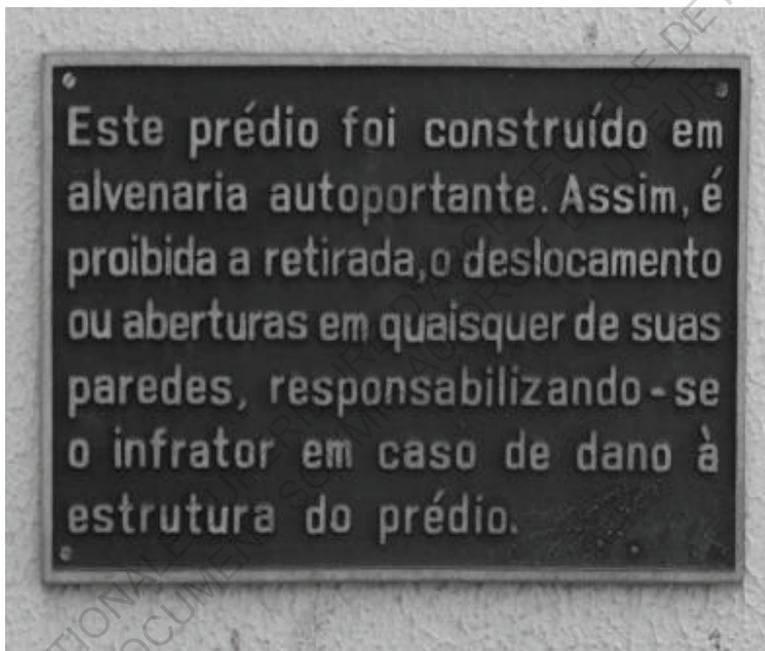 Este prédio foi construído em
alvenaria autoportante. Assim, é
proibida a retirada, o deslocamento
ou aberturas em quaisquer de suas
paredes, responsabilizando-se
o infrator em caso de dano à
estrutura do prédio.